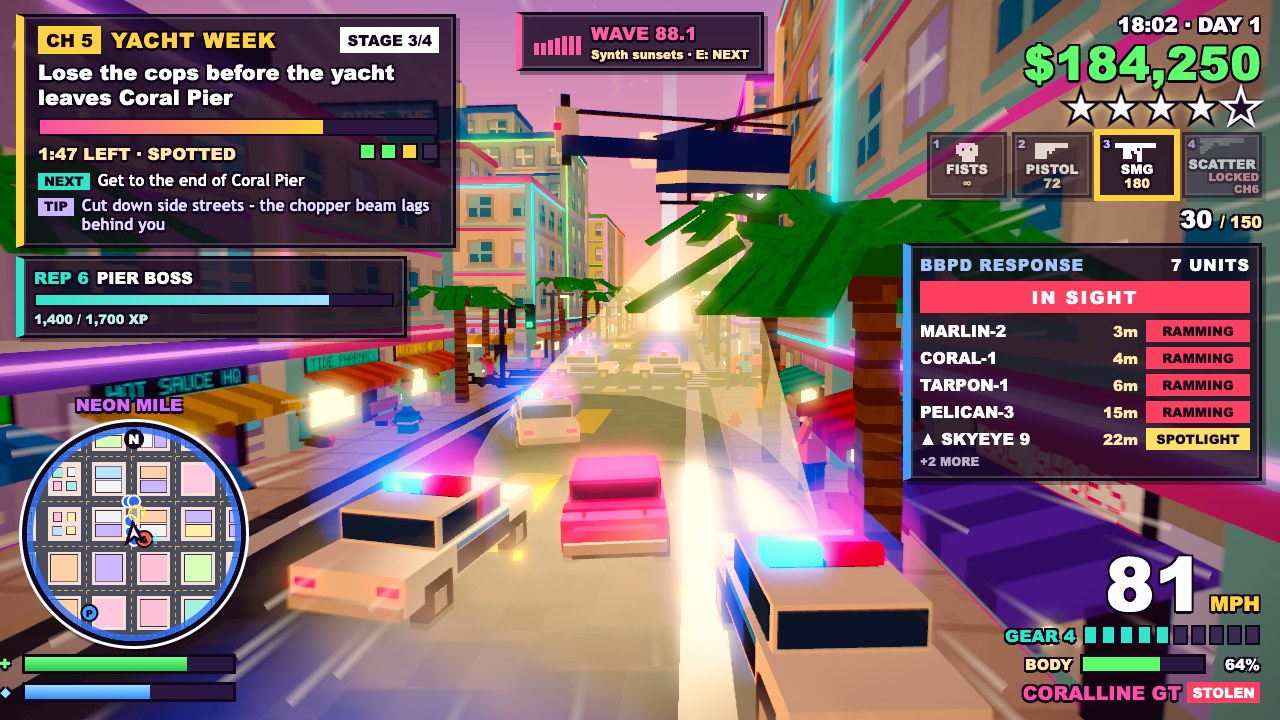 CH 5 YACHT WEEK STAGE 3/4
Lose the cops before the yacht
leaves Coral Pier
1:47 LEFT · SPOTTED
NEXT Get to the end of Coral Pier
TIP Cut down side streets - the chopper beam lags
behind you
REP 6 PIER BOSS
1,400 / 1,700 XP
WAVE 88.1
Synth sunsets · E: NEXT
18:02 · DAY 1
$184,250
1 FISTS ∞
2 PISTOL 72
3 SMG 180
4 SCATTER LOCKED CH6
30 / 150
BBPD RESPONSE 7 UNITS
IN SIGHT
MARLIN-2 3m RAMMING
CORAL-1 4m RAMMING
TARPON-1 6m RAMMING
PELICAN-3 15m RAMMING
▲ SKYEYE 9 22m SPOTLIGHT
+2 MORE
TIDE PHARMACY
HOT SAUCE HQ
NEON MILE
N
P
81 MPH
GEAR 4
BODY 64%
CORALLINE GT STOLEN